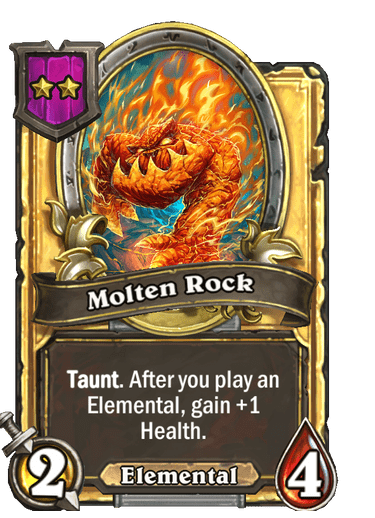 Molten Rock
Taunt. After you play an
Elemental, gain +1
Health.
2
Elemental
4